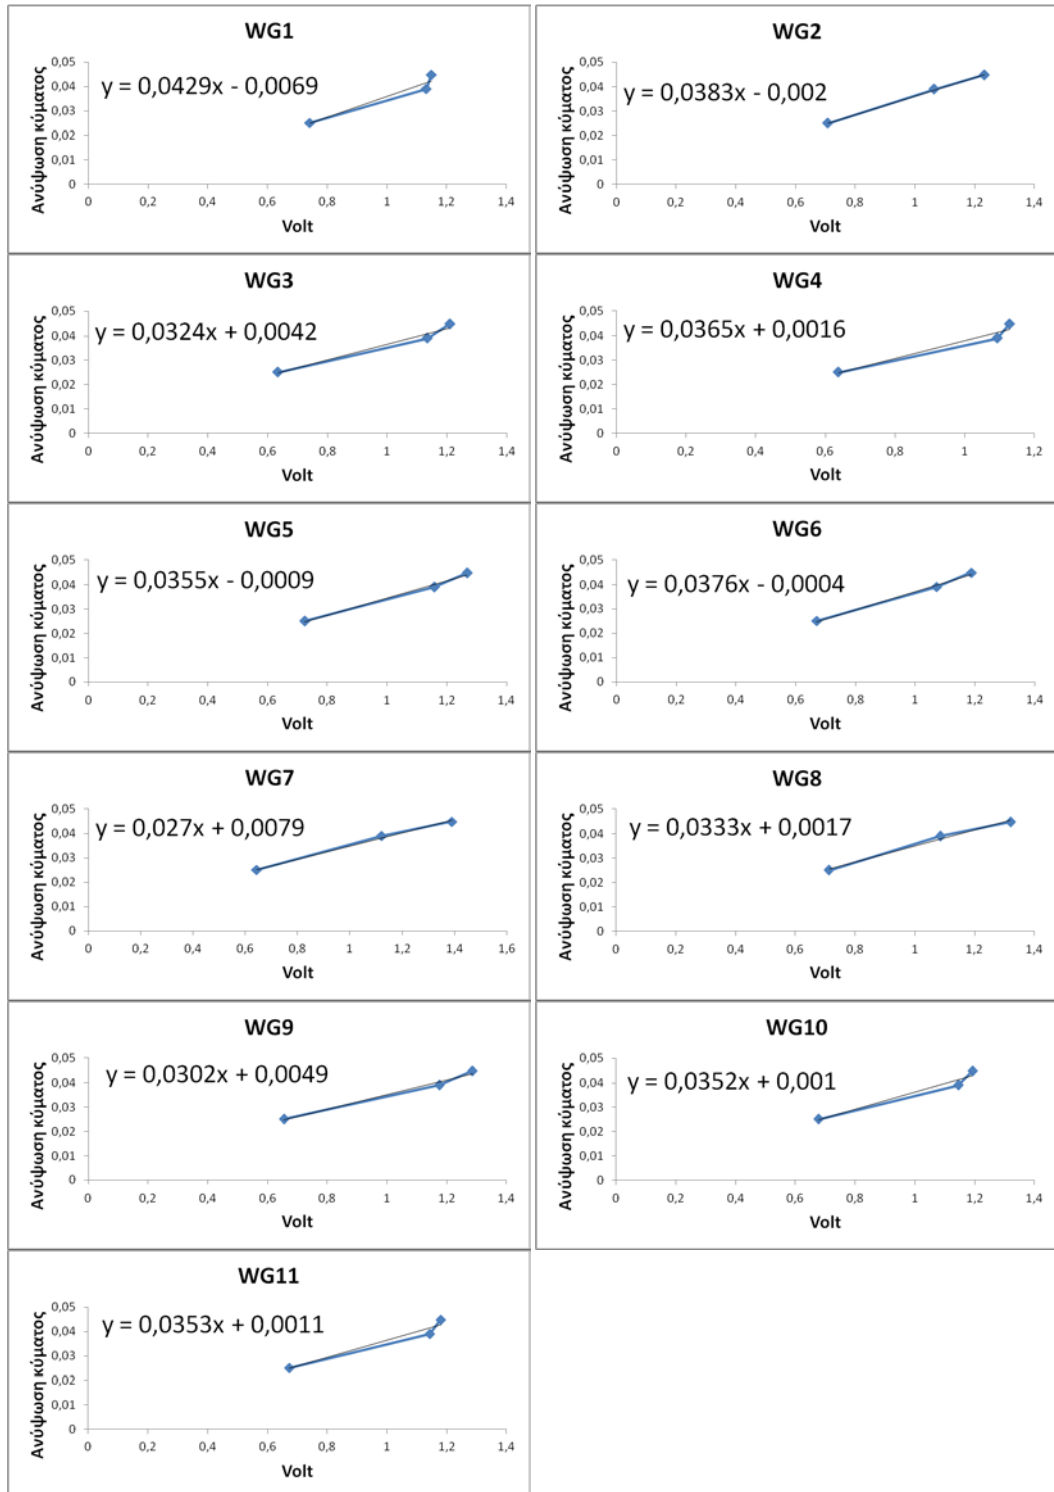 WG1
Ανύψωση κύματος
0,05
0,04
0,03
0,02
0,01
0
y = 0,0429x - 0,0069
0 0,2 0,4 0,6 0,8 1 1,2 1,4
Volt
WG2
Ανύψωση κύματος
0,05
0,04
0,03
0,02
0,01
0
y = 0,0383x - 0,002
0 0,2 0,4 0,6 0,8 1 1,2 1,4
Volt
WG3
Ανύψωση κύματος
0,05
0,04
0,03
0,02
0,01
0
y = 0,0324x + 0,0042
0 0,2 0,4 0,6 0,8 1 1,2 1,4
Volt
WG4
Ανύψωση κύματος
0,05
0,04
0,03
0,02
0,01
0
y = 0,0365x + 0,0016
0 0,2 0,4 0,6 0,8 1 1,2
Volt
WG5
Ανύψωση κύματος
0,05
0,04
0,03
0,02
0,01
0
y = 0,0355x - 0,0009
0 0,2 0,4 0,6 0,8 1 1,2 1,4
Volt
WG6
Ανύψωση κύματος
0,05
0,04
0,03
0,02
0,01
0
y = 0,0376x - 0,0004
0 0,2 0,4 0,6 0,8 1 1,2 1,4
Volt
WG7
Ανύψωση κύματος
0,05
0,04
0,03
0,02
0,01
0
y = 0,027x + 0,0079
0 0,2 0,4 0,6 0,8 1 1,2 1,4 1,6
Volt
WG8
Ανύψωση κύματος
0,05
0,04
0,03
0,02
0,01
0
y = 0,0333x + 0,0017
0 0,2 0,4 0,6 0,8 1 1,2 1,4
Volt
WG9
Ανύψωση κύματος
0,05
0,04
0,03
0,02
0,01
0
y = 0,0302x + 0,0049
0 0,2 0,4 0,6 0,8 1 1,2 1,4
Volt
WG10
Ανύψωση κύματος
0,05
0,04
0,03
0,02
0,01
0
y = 0,0352x + 0,001
0 0,2 0,4 0,6 0,8 1 1,2 1,4
Volt
WG11
Ανύψωση κύματος
0,05
0,04
0,03
0,02
0,01
0
y = 0,0353x + 0,0011
0 0,2 0,4 0,6 0,8 1 1,2 1,4
Volt